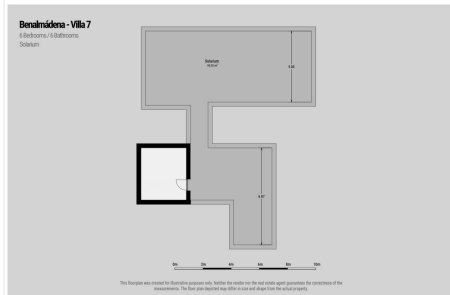 Benalmádena - Villa 7
6 Bedrooms / 5 Bathrooms
Solarium
Solarium
0m 2m 4m 6m 8m 10m
This floorplan was created for illustrative purposes only. Neither the vendor nor the real estate agent guarantees the correctness of the
measurements. The floor plan depicted may differ in size and shape from the actual property.